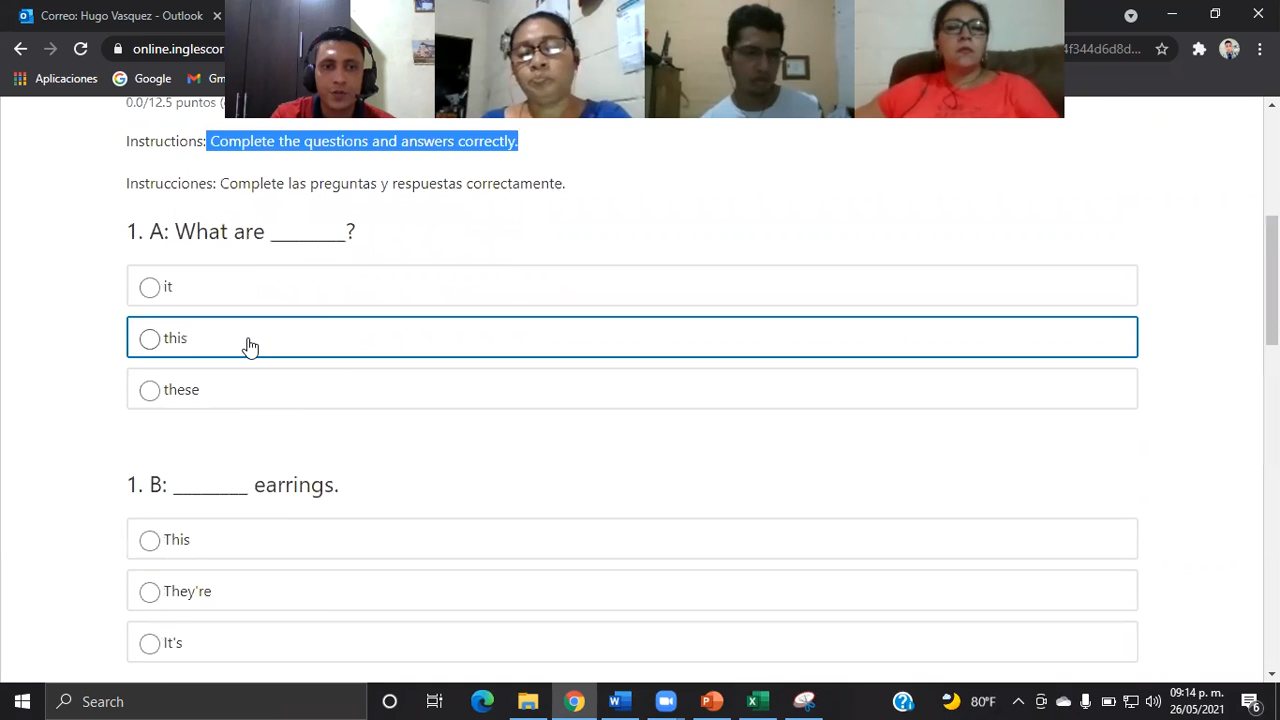 Correo: Hugo Vasquez - Outlook
online.inglescor
f344d6d8d...
Aplicaciones
Google
0.0/12.5 puntos
Instructions: Complete the questions and answers correctly.
Instrucciones: Complete las preguntas y respuestas correctamente.
1. A: What are ________?
it
this
these
1. B: ________ earrings.
This
They're
It's
Search
80°F
09:14 p. m.
26/05/2021
6